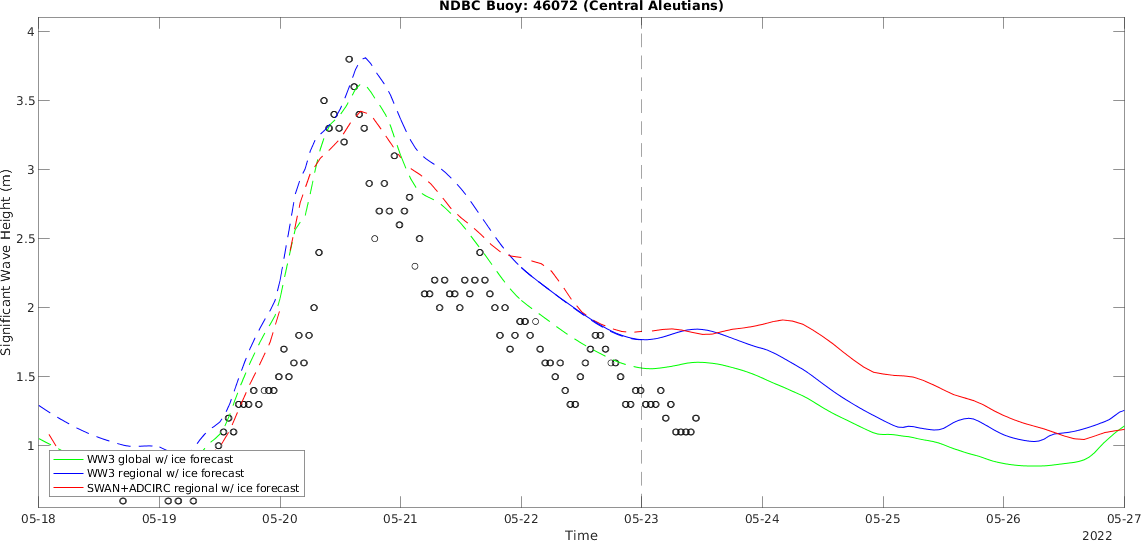 NDBC Buoy: 46072 (Central Aleutians)
4
3.5
3
2.5
2
1.5
1
Significant Wave Height (m)
WW3 global w/ ice forecast
WW3 regional w/ ice forecast
SWAN+ADCIRC regional w/ ice forecast
05-18 05-19 05-20 05-21 05-22 05-23 05-24 05-25 05-26 05-27
Time
2022